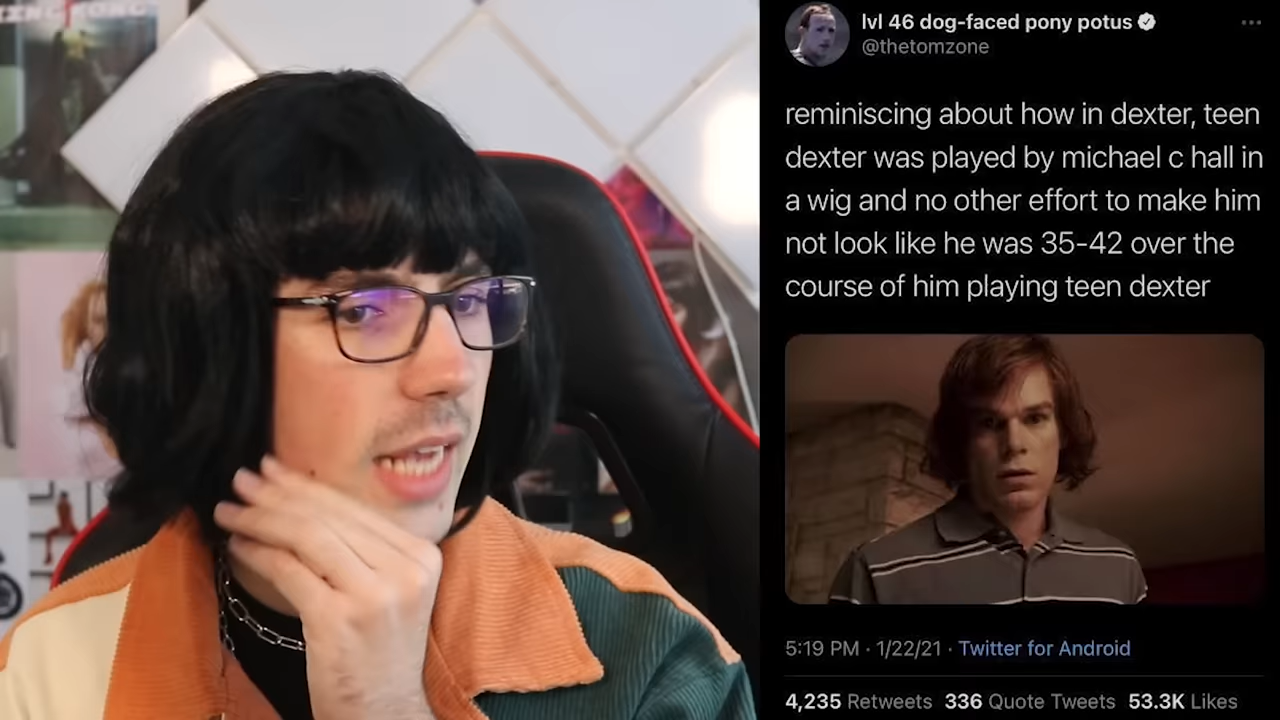 KING KONG
lvl 46 dog-faced pony potus
@thetomzone
reminiscing about how in dexter, teen
dexter was played by michael c hall in
a wig and no other effort to make him
not look like he was 35-42 over the
course of him playing teen dexter
5:19 PM · 1/22/21 · Twitter for Android
4,235 Retweets 336 Quote Tweets 53.3K Likes